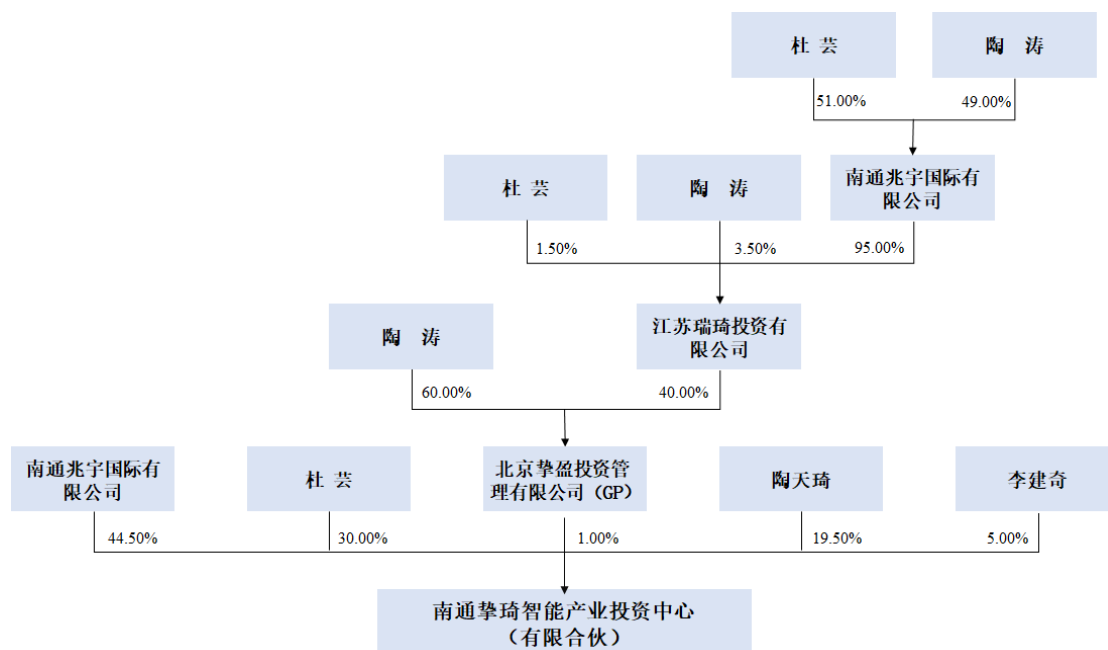 杜 芸
陶 涛
51.00%
49.00%
杜 芸
陶 涛
南通兆宇国际有
限公司
1.50%
3.50%
95.00%
陶 涛
江苏瑞琦投资有
限公司
60.00%
40.00%
南通兆宇国际有
限公司
杜 芸
北京挚盈投资管
理有限公司（GP）
陶天琦
李建奇
44.50%
30.00%
1.00%
19.50%
5.00%
南通挚琦智能产业投资中心
（有限合伙）